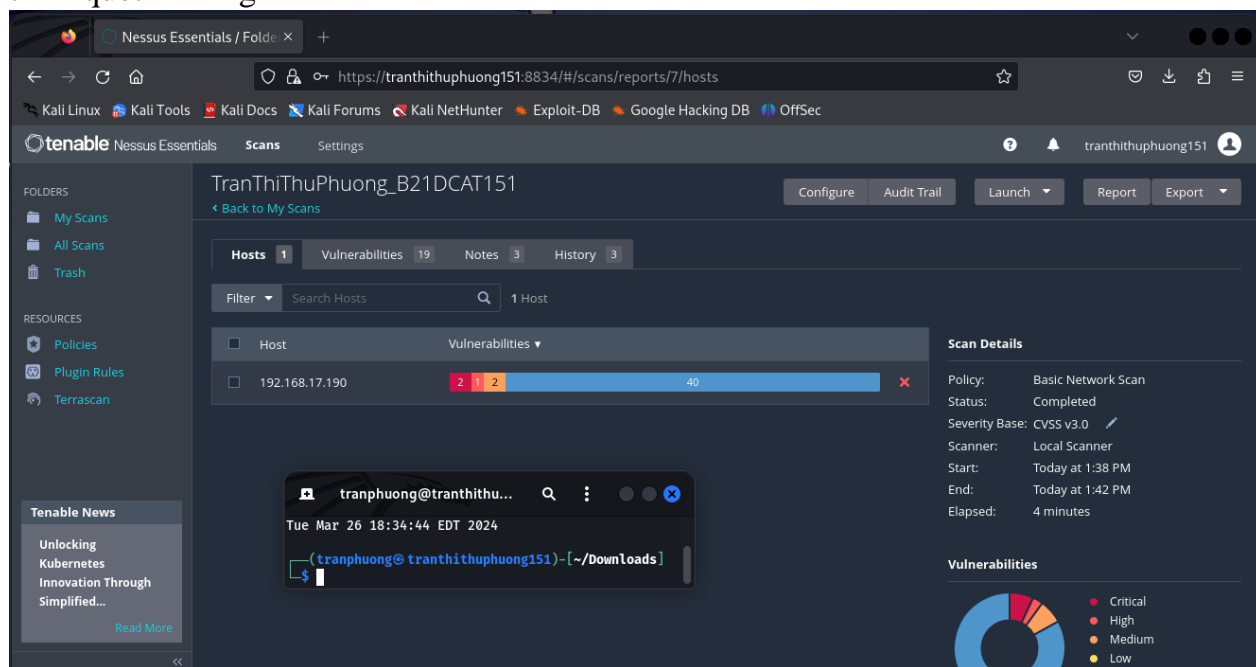 Nessus Essentials / Folde
https://tranthithuphuong151:8834/#/scans/reports/7/hosts
Kali Linux Kali Tools Kali Docs Kali Forums Kali NetHunter Exploit-DB Google Hacking DB OffSec
tenable Nessus Essentials Scans Settings tranthithuphuong151
FOLDERS
My Scans
All Scans
Trash
RESOURCES
Policies
Plugin Rules
Terrascan
Tenable News
Unlocking
Kubernetes
Innovation Through
Simplified...
Read More
TranThiThuPhuong_B21DCAT151
Back to My Scans
Configure Audit Trail Launch Report Export
Hosts 1 Vulnerabilities 19 Notes 3 History 3
Filter Search Hosts 1 Host
Host Vulnerabilities
192.168.17.190 2 1 2 40
tranphuong@tranthithu...
Tue Mar 26 18:34:44 EDT 2024
(tranphuong㉿tranthithuphuong151)-[~/Downloads]
$
Scan Details
Policy: Basic Network Scan
Status: Completed
Severity Base: CVSS v3.0
Scanner: Local Scanner
Start: Today at 1:38 PM
End: Today at 1:42 PM
Elapsed: 4 minutes
Vulnerabilities
Critical
High
Medium
Low